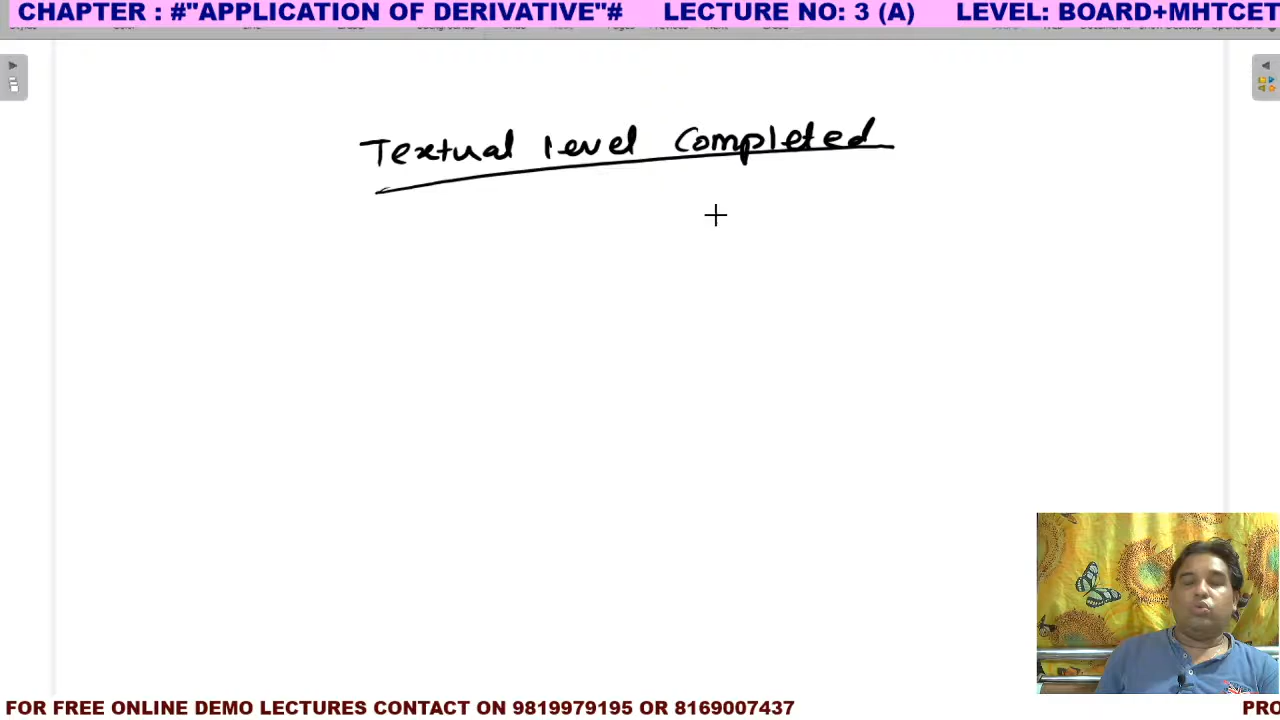 CHAPTER : #"APPLICATION OF DERIVATIVE"# LECTURE NO: 3 (A) LEVEL: BOARD+MHTCET
Textual level Completed
FOR FREE ONLINE DEMO LECTURES CONTACT ON 9819979195 OR 8169007437 PRO